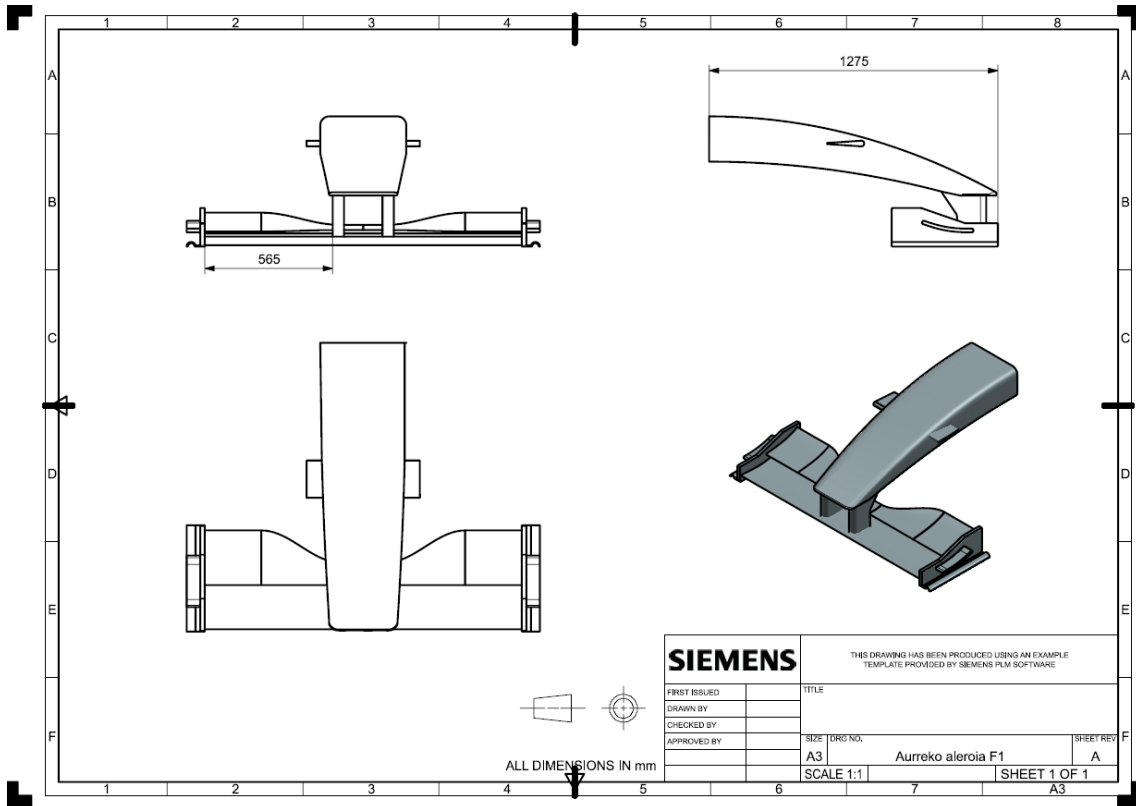 1 2 3 4 5 6 7 8
A A
1275
B B
565
C C
D D
E E
SIEMENS
THIS DRAWING HAS BEEN PRODUCED USING AN EXAMPLE
TEMPLATE PROVIDED BY SIEMENS PLM SOFTWARE
FIRST ISSUED
TITLE
DRAWN BY
CHECKED BY
APPROVED BY
F F
SIZE DRG NO. SHEET REV
A3 Aurreko aleroia F1 A
ALL DIMENSIONS IN mm
SCALE 1:1 SHEET 1 OF 1
1 2 3 4 5 6 7 A3